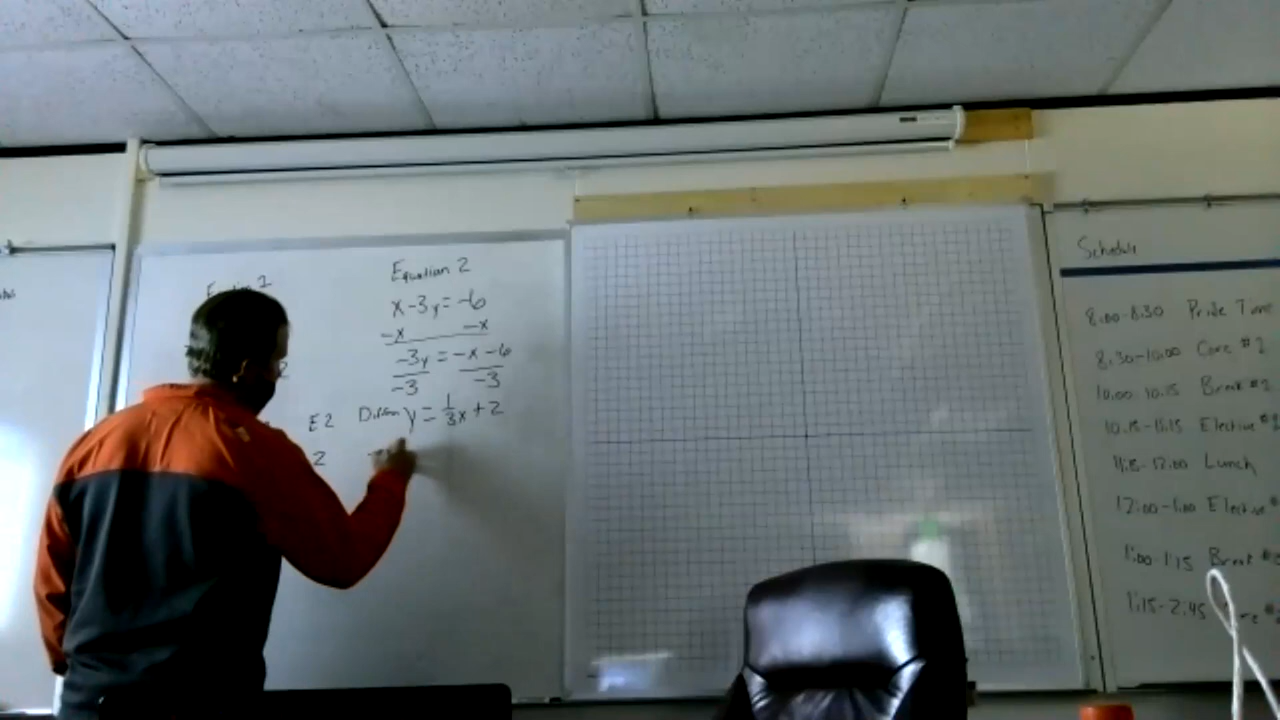 Equation 2
x - 3y = -6
-x -x
-3y = -x - 6
-3 -3
y = 1/3x + 2
E2
2
Schedule
8:00-8:30 Pride Time
8:30-10:00 Core #1
10:00-10:15 Break #1
10:15-11:15 Elective
11:15-12:00 Lunch
12:00-1:00 Elective
1:00-1:15 Break
1:15-2:45